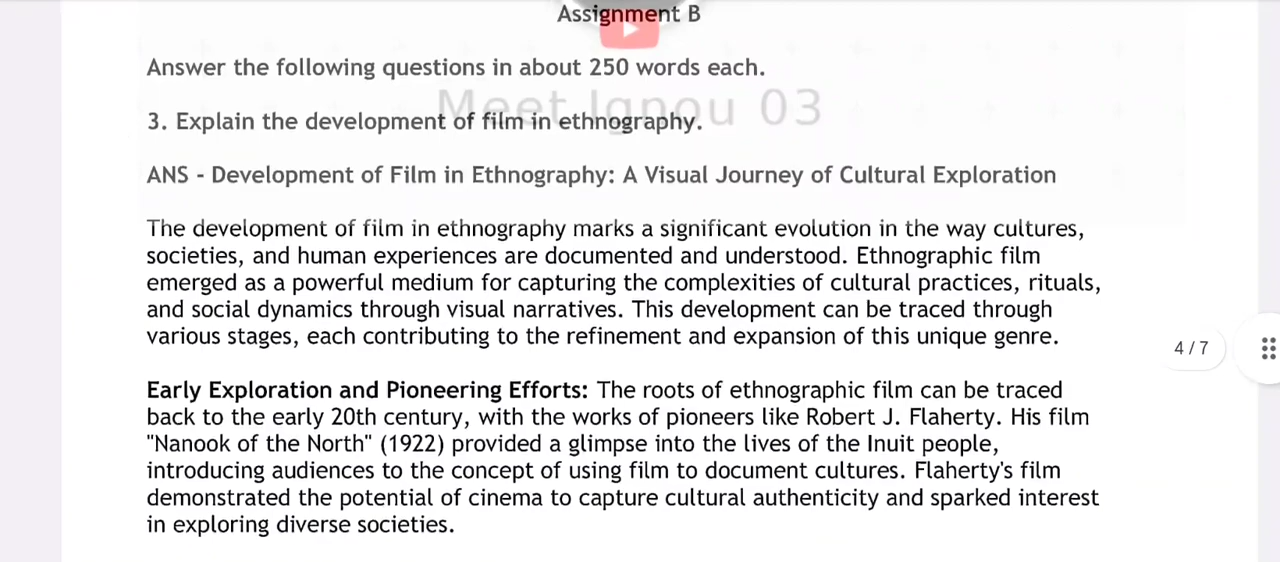 Assignment B
Answer the following questions in about 250 words each.
Meet Ignou 03
3. Explain the development of film in ethnography.
ANS - Development of Film in Ethnography: A Visual Journey of Cultural Exploration
The development of film in ethnography marks a significant evolution in the way cultures,
societies, and human experiences are documented and understood. Ethnographic film
emerged as a powerful medium for capturing the complexities of cultural practices, rituals,
and social dynamics through visual narratives. This development can be traced through
various stages, each contributing to the refinement and expansion of this unique genre.
4 / 7
Early Exploration and Pioneering Efforts: The roots of ethnographic film can be traced
back to the early 20th century, with the works of pioneers like Robert J. Flaherty. His film
"Nanook of the North" (1922) provided a glimpse into the lives of the Inuit people,
introducing audiences to the concept of using film to document cultures. Flaherty's film
demonstrated the potential of cinema to capture cultural authenticity and sparked interest
in exploring diverse societies.